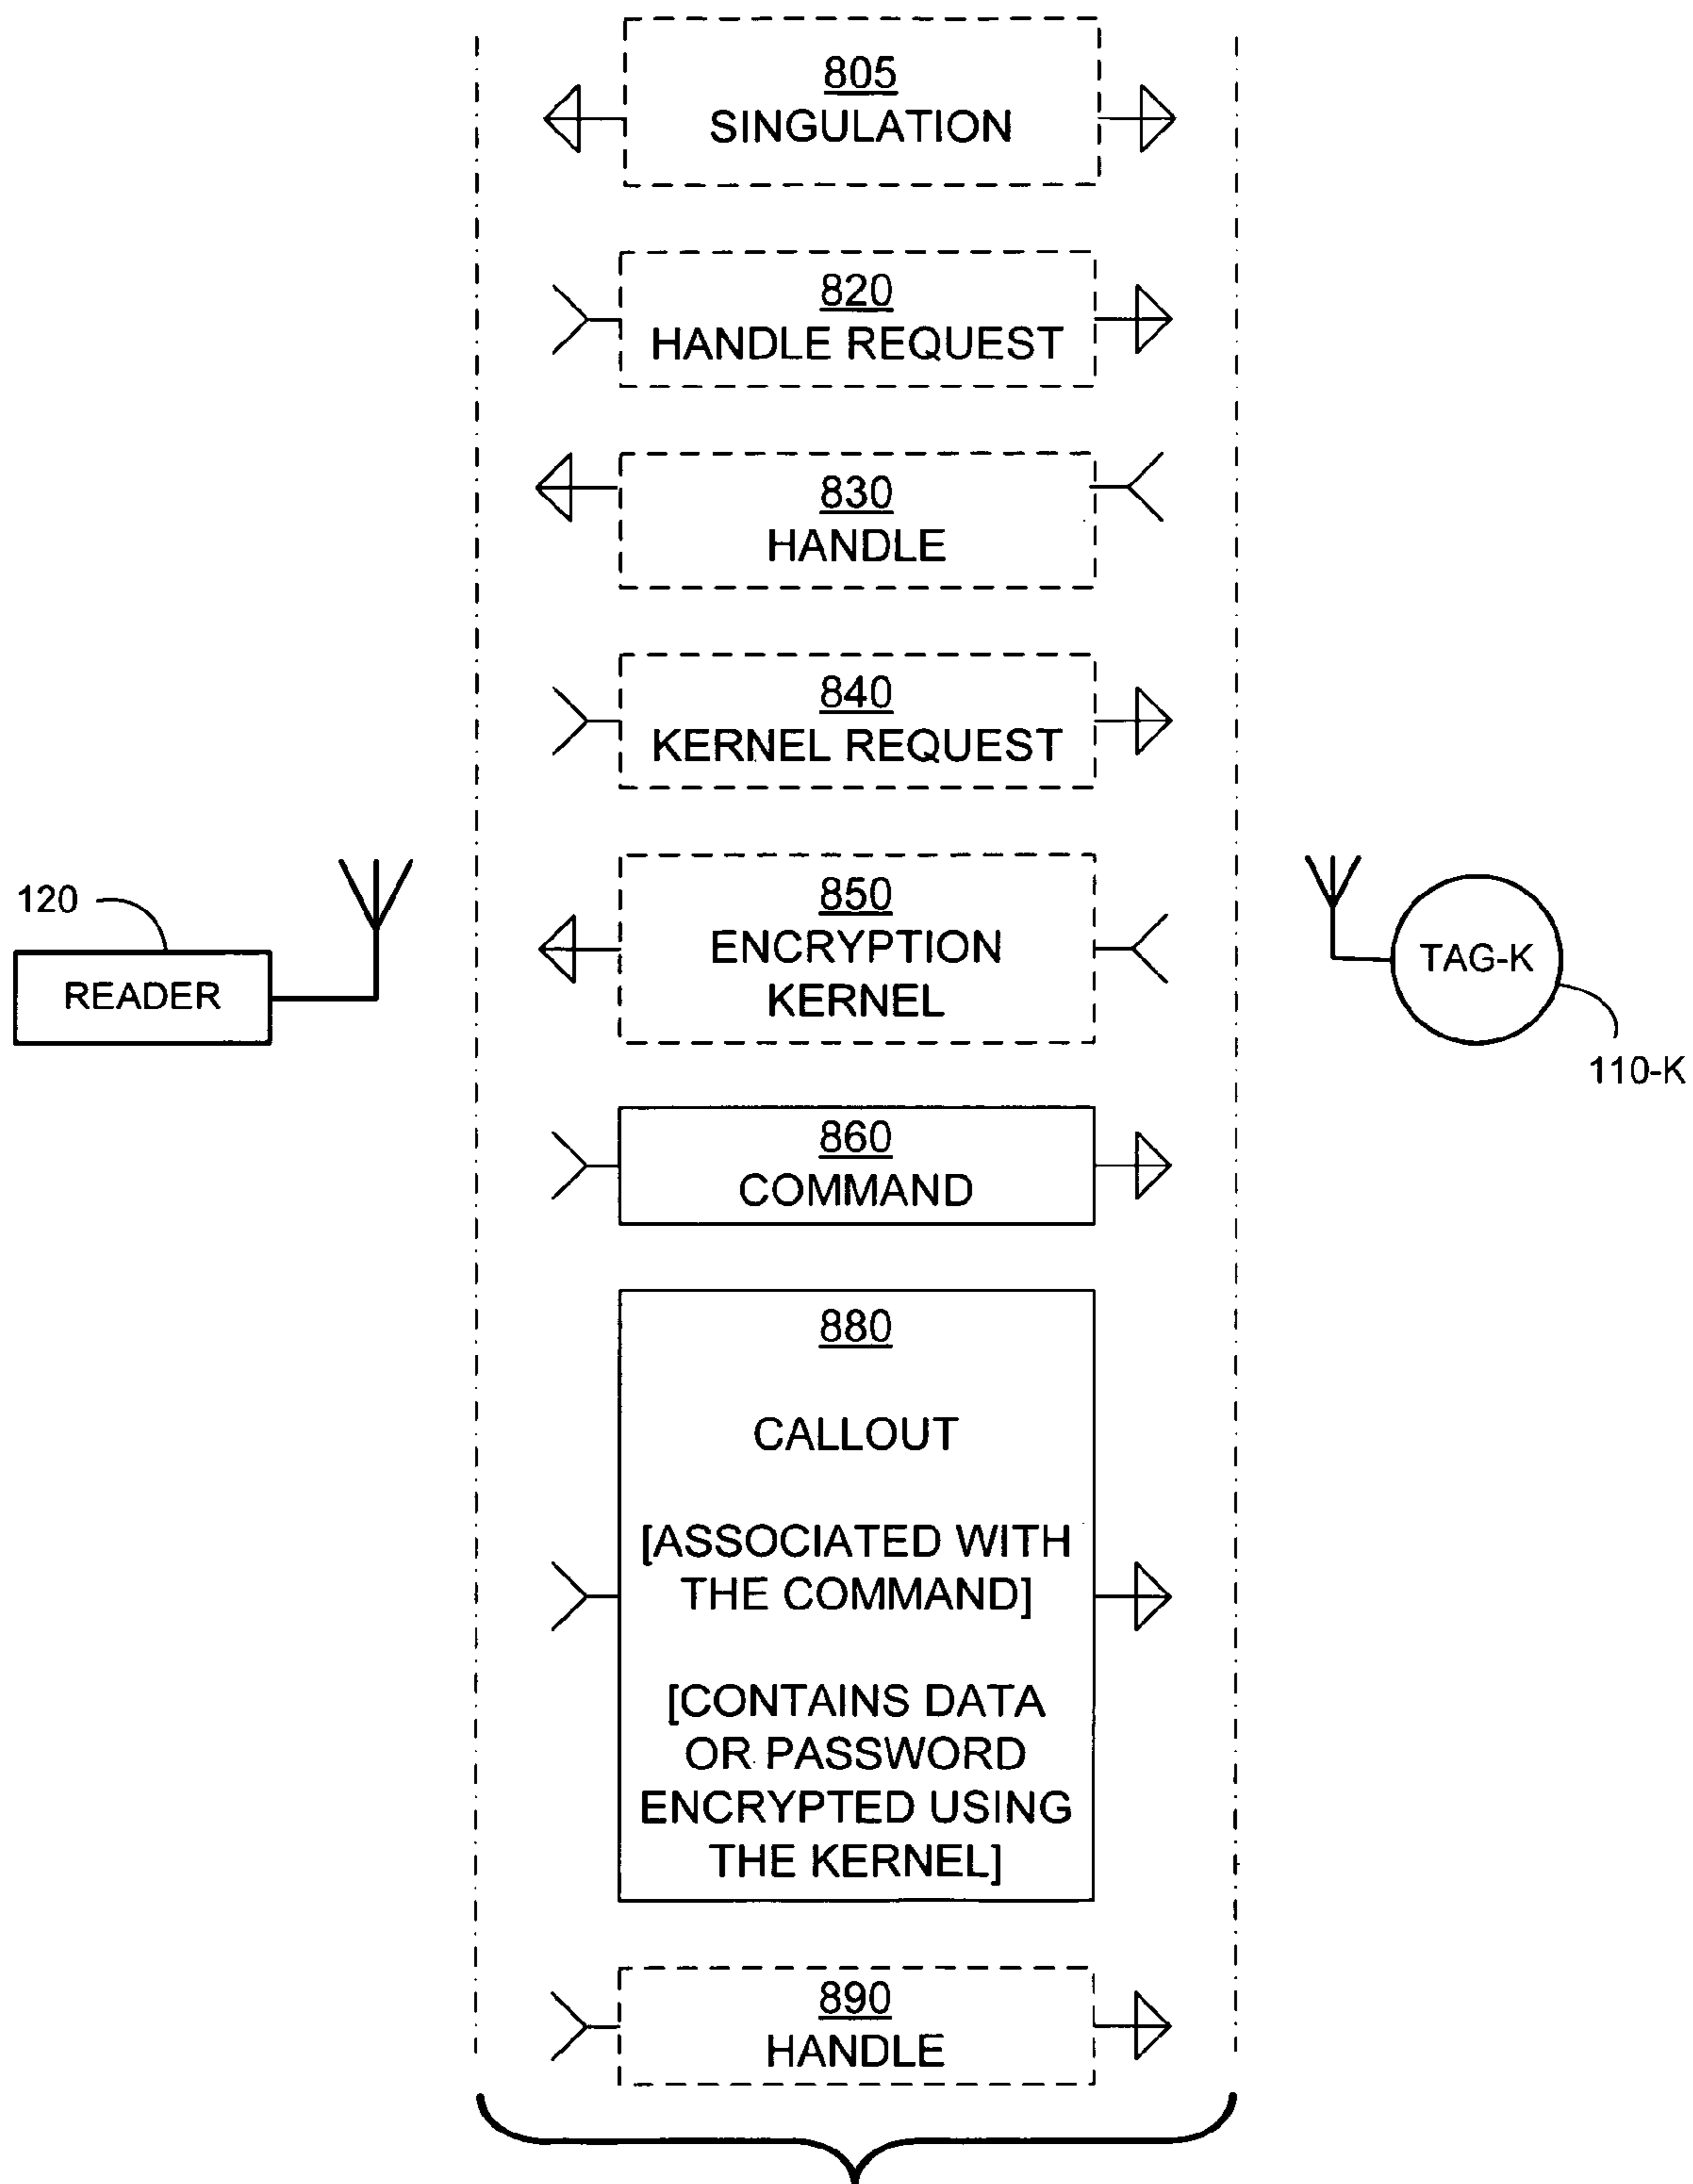 805
SINGULATION
820
HANDLE REQUEST
830
HANDLE
840
KERNEL REQUEST
850
ENCRYPTION
KERNEL
120
READER
TAG-K
110-K
860
COMMAND
880
CALLOUT
[ASSOCIATED WITH
THE COMMAND]
[CONTAINS DATA
OR PASSWORD
ENCRYPTED USING
THE KERNEL]
890
HANDLE